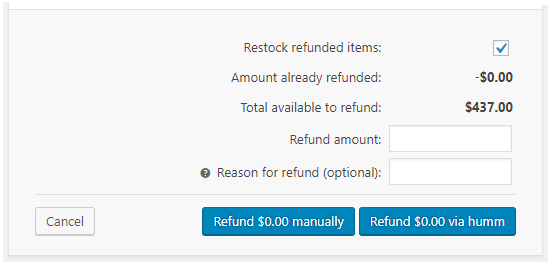 Restock refunded items:
Amount already refunded: -$0.00
Total available to refund: $437.00
Refund amount:
? Reason for refund (optional):
Cancel Refund $0.00 manually Refund $0.00 via humm